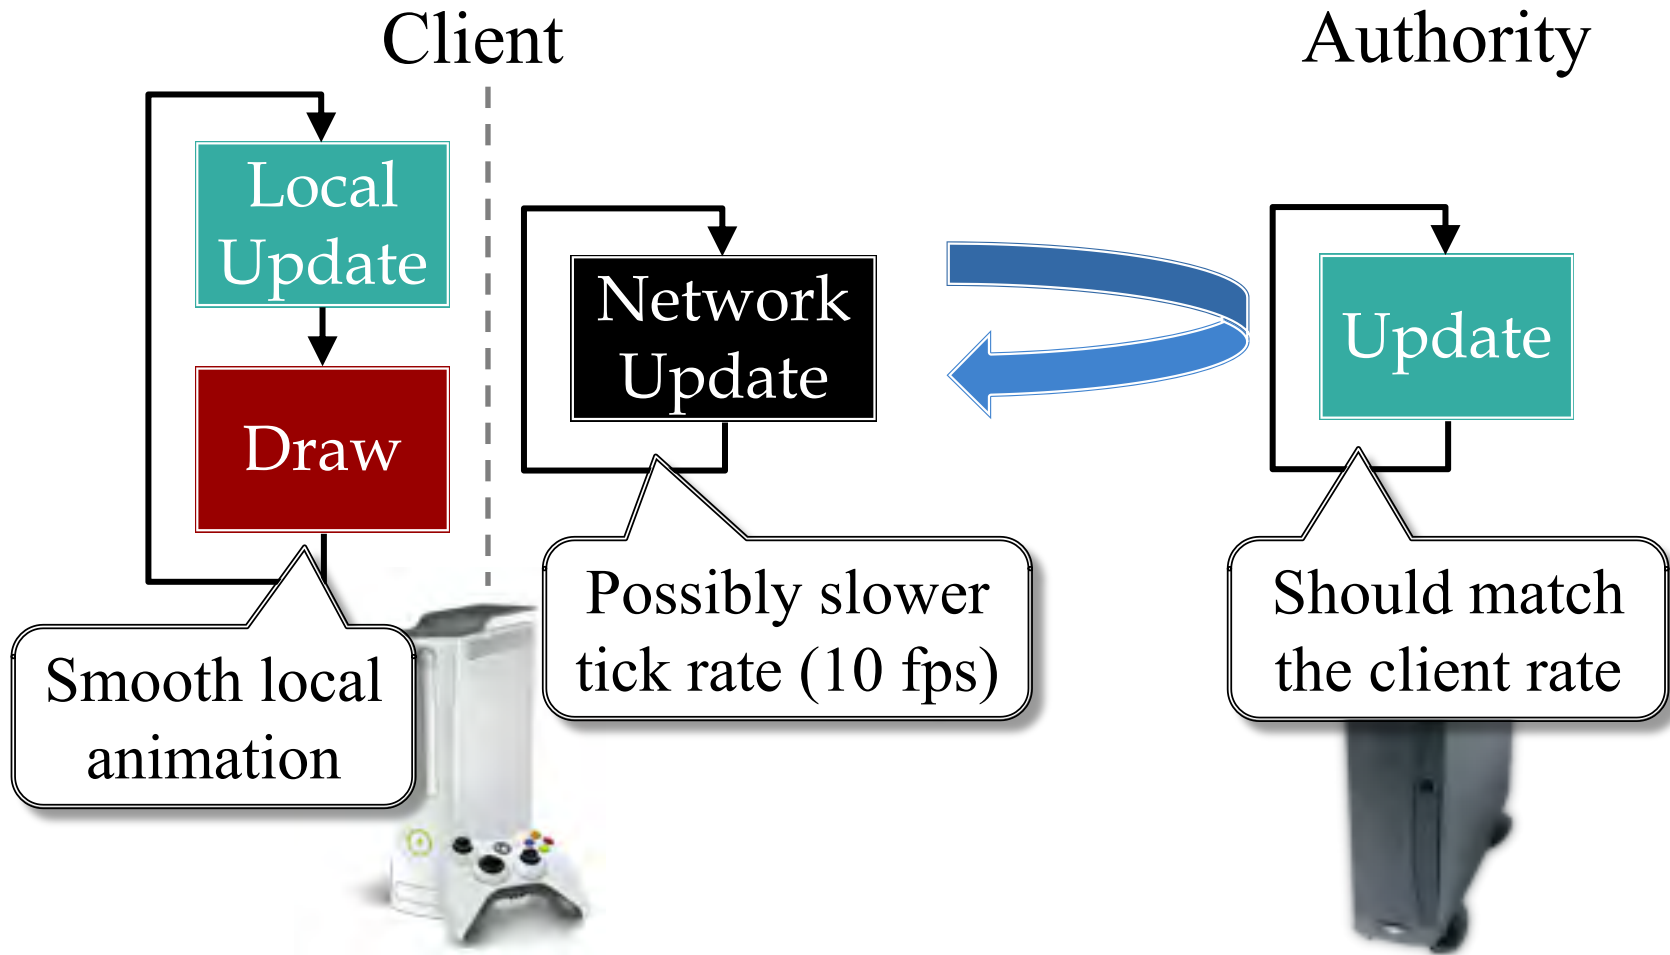 Client
Authority
Local
Update
Draw
Network
Update
Update
Smooth local
animation
Possibly slower
tick rate (10 fps)
Should match
the client rate